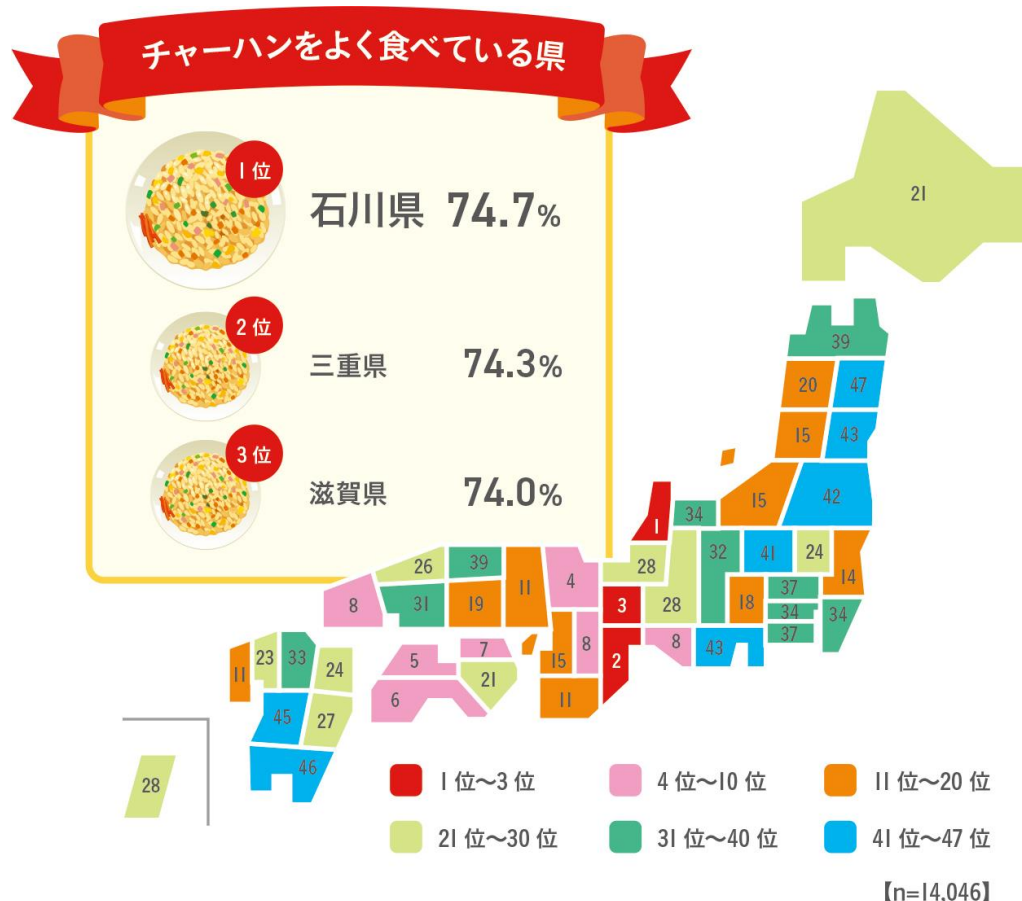 チャーハンをよく食べている県
1位
石川県 74.7%
2位
三重県 74.3%
3位
滋賀県 74.0%
21
39
20 47
15 43
15 42
1 34
28 32 41 24
26 39 11 4
8 31 19 3 28 18 37 14
34 34
7 8 2 8 43 37
5 15
23 33 24 21
11 6 11
45 27
46
28
1位~3位 4位~10位 11位~20位
21位~30位 31位~40位 41位~47位
【n=14,046】